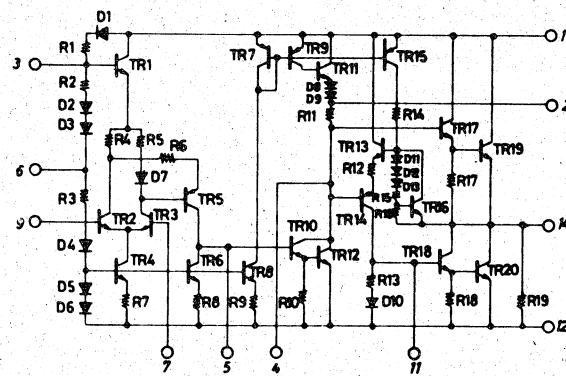 D1
R1
3
TR1
TR7
TR9
TR11
TR15
1
R2
D2
D3
D8
D9
2
R11
R14
TR17
R4
R5
R6
TR13
D11
D12
D13
TR19
6
D7
R12
R17
R3
TR5
R15
TR16
9
TR2
TR3
TR14
R16
14
D4
TR10
TR4
TR6
TR8
TR12
TR18
TR20
D5
D6
R7
R8
R9
R10
R13
D10
R18
R19
12
7
5
4
11